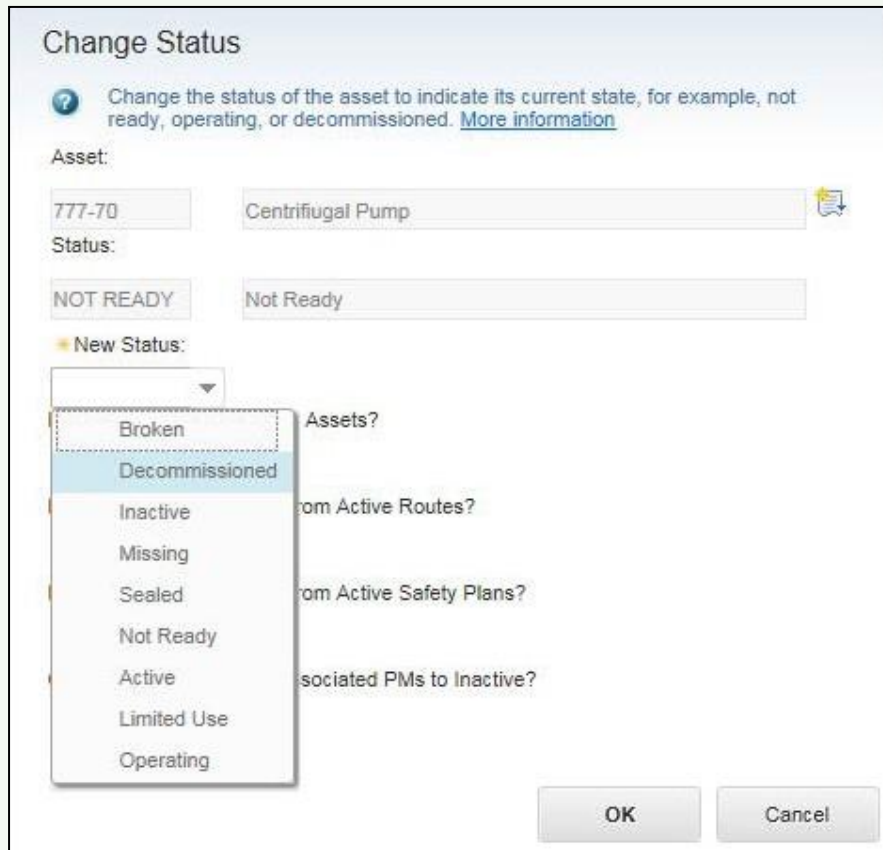 Change Status
Change the status of the asset to indicate its current state, for example, not
ready, operating, or decommissioned. More information
Asset:
777-70 Centrifiugal Pump
Status:
NOT READY Not Ready
New Status:
Broken
Assets?
Decommissioned
Inactive
om Active Routes?
Missing
Sealed
om Active Safety Plans?
Not Ready
Active
sociated PMs to Inactive?
Limited Use
Operating
OK Cancel